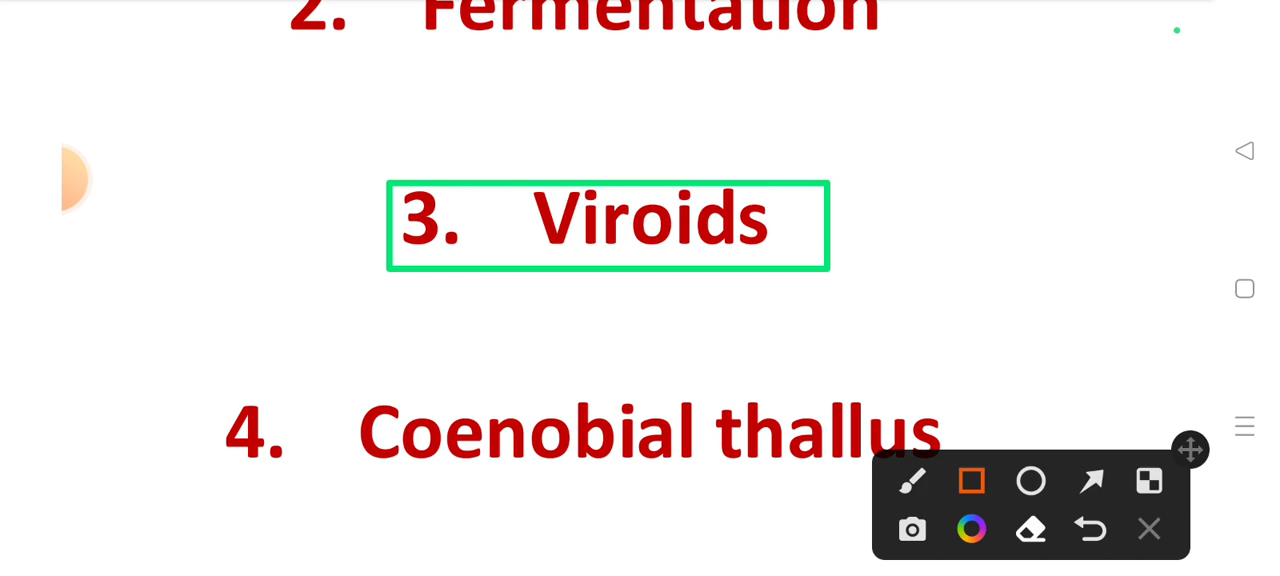 2. Fermentation
3. Viroids
4. Coenobial thallus